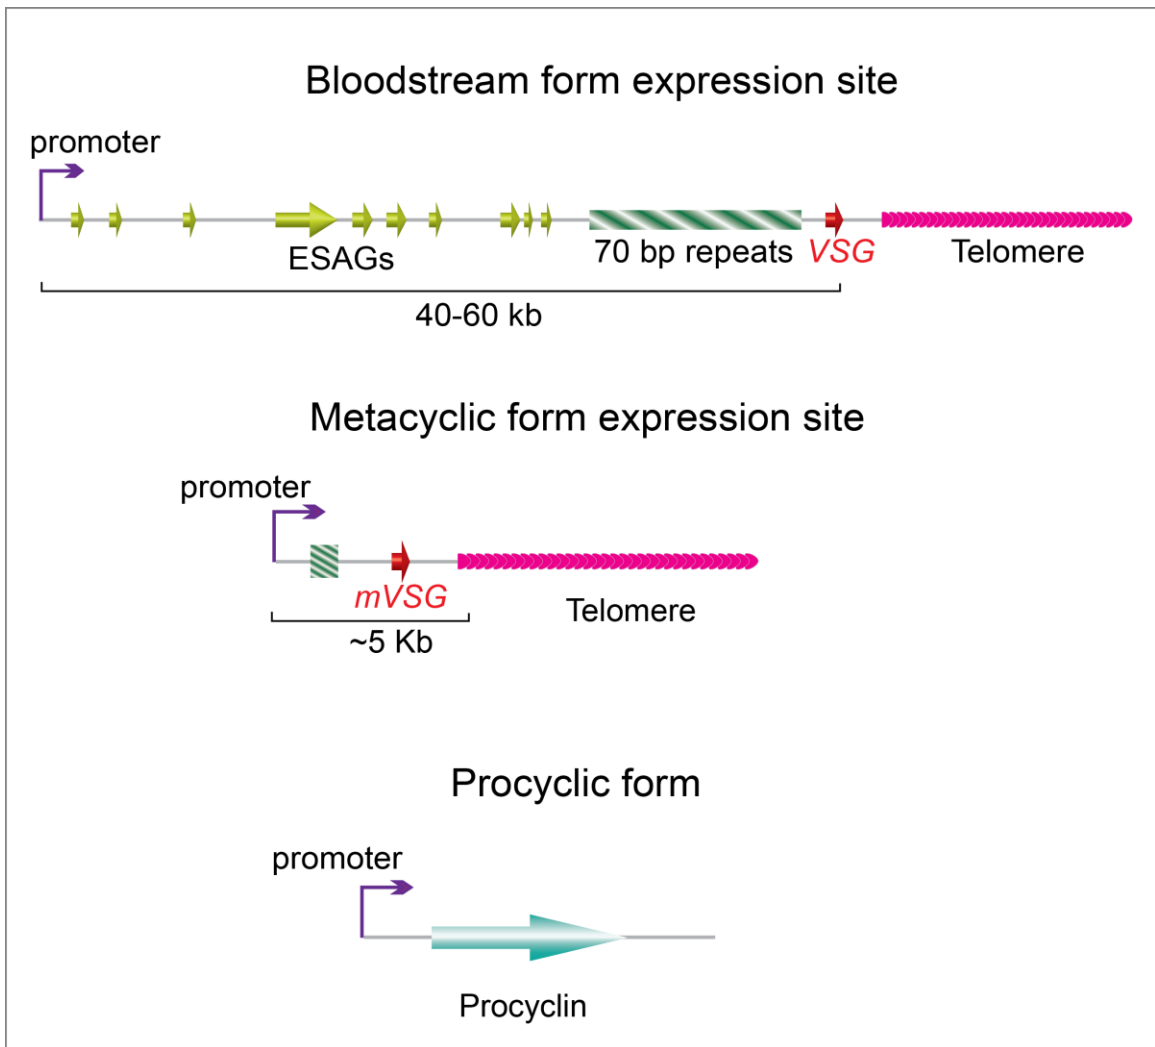 Bloodstream form expression site
promoter
ESAGs
70 bp repeats
VSG
Telomere
40-60 kb
Metacyclic form expression site
promoter
mVSG
Telomere
~5 Kb
Procyclic form
promoter
Procyclin